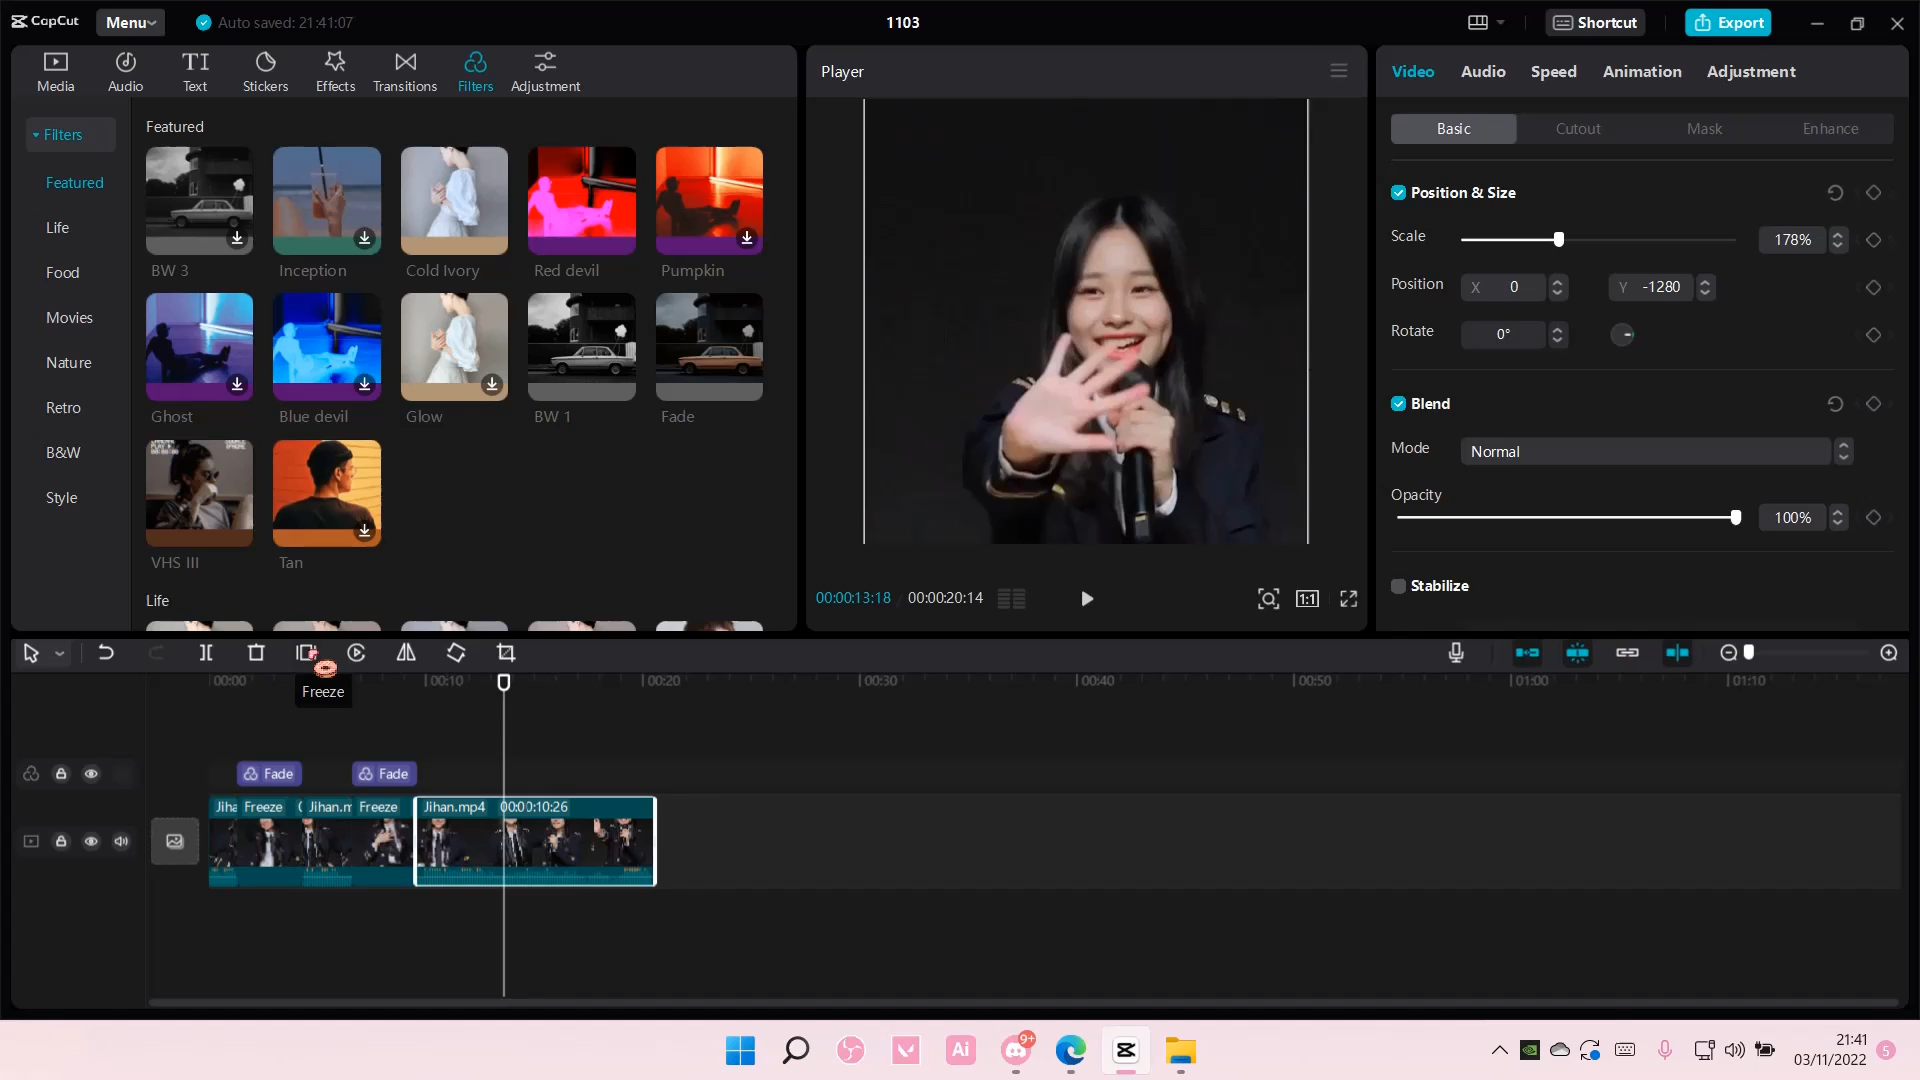 CapCut
Menu
Auto saved: 21:41:07
1103
Shortcut
Export
Media
Audio
Text
Stickers
Effects
Transitions
Filters
Adjustment
Filters
Featured
Life
Food
Movies
Nature
Retro
B&W
Style
Featured
BW 3
Inception
Cold Ivory
Red devil
Pumpkin
Ghost
Blue devil
Glow
BW 1
Fade
VHS III
Tan
Life
Player
00:00:13:18 / 00:00:20:14
1:1
Video
Audio
Speed
Animation
Adjustment
Basic
Cutout
Mask
Enhance
Position & Size
Scale
178%
Position
X 0
Y -1280
Rotate
0°
Blend
Mode
Normal
Opacity
100%
Stabilize
Freeze
00:00
00:10
00:20
00:30
00:40
00:50
01:00
01:10
Fade
Fade
Jiha
Freeze
Jihan.m
Freeze
Jihan.mp4 00:00:10:26
Ai
9+
21:41
03/11/2022
5